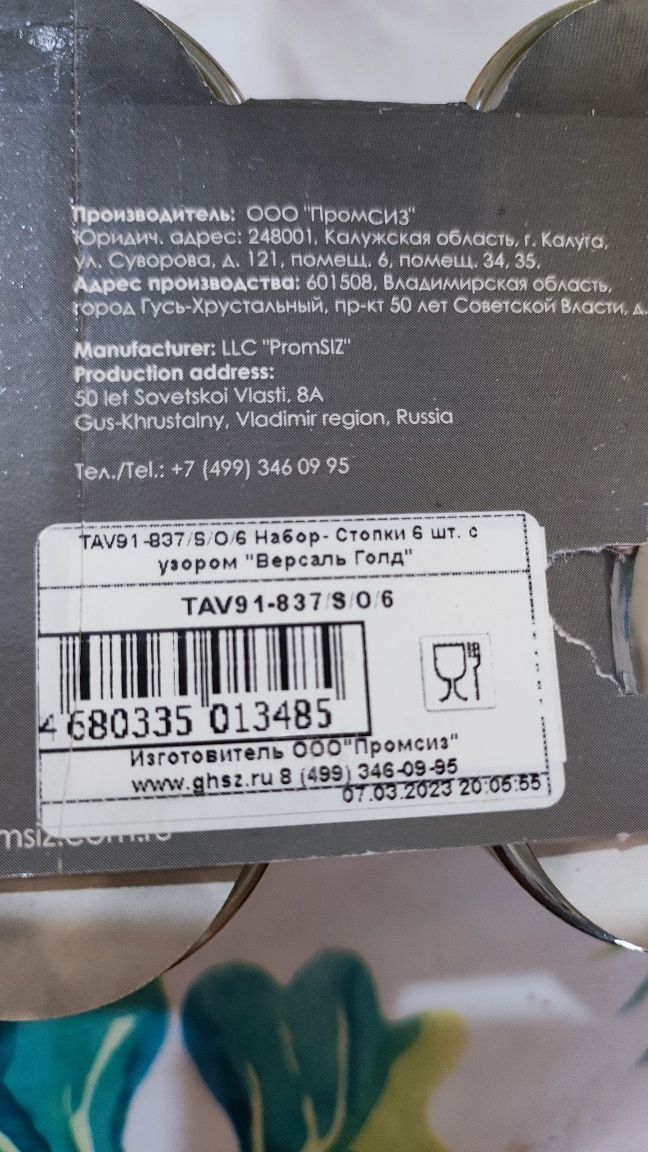 Производитель: ООО "ПромСИЗ"
Юридич. адрес: 248001, Калужская область, г. Калуга,
ул. Суворова, д. 121, помещ. 6, помещ. 34, 35.
Адрес производства: 601508, Владимирская область,
город Гусь-Хрустальный, пр-кт 50 лет Советской Власти, д.
Manufacturer: LLC "PromSIZ"
Production address:
50 let Sovetskoi Vlasti, 8A
Gus-Khrustalny, Vladimir region, Russia
Тел./Tel.: +7 (499) 346 09 95
TAV91-837/S/O/6 Набор- Стопки 6 шт. с
узором "Версаль Голд"
TAV91-837/S/O/6
4 680335 013485
Изготовитель ООО"Промсиз"
www.ghsz.ru 8 (499) 346-09-95
07.03.2023 20:05:55